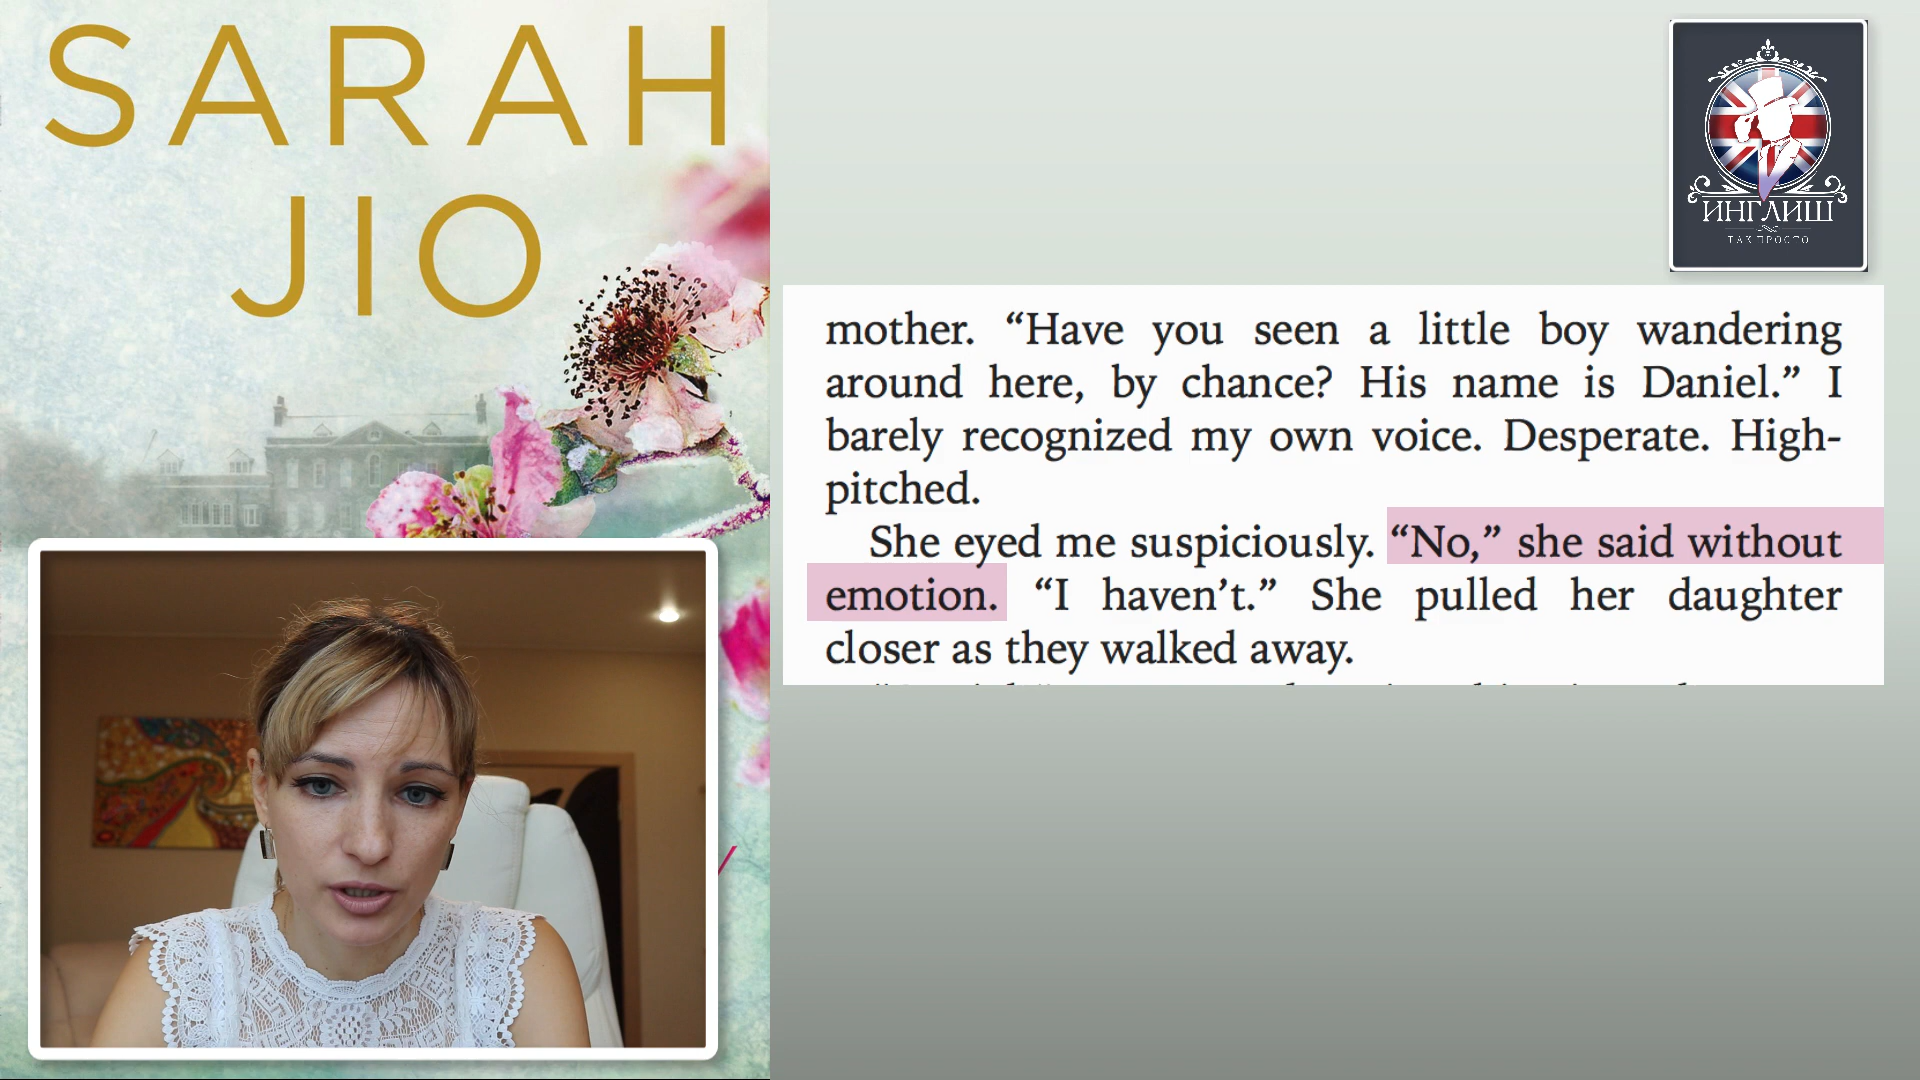 SARAH
JIO
ИНГЛИШ
ТАК ПРОСТО
mother. “Have you seen a little boy wandering
around here, by chance? His name is Daniel.” I
barely recognized my own voice. Desperate. High-
pitched.
She eyed me suspiciously. “No,” she said without
emotion. “I haven’t.” She pulled her daughter
closer as they walked away.